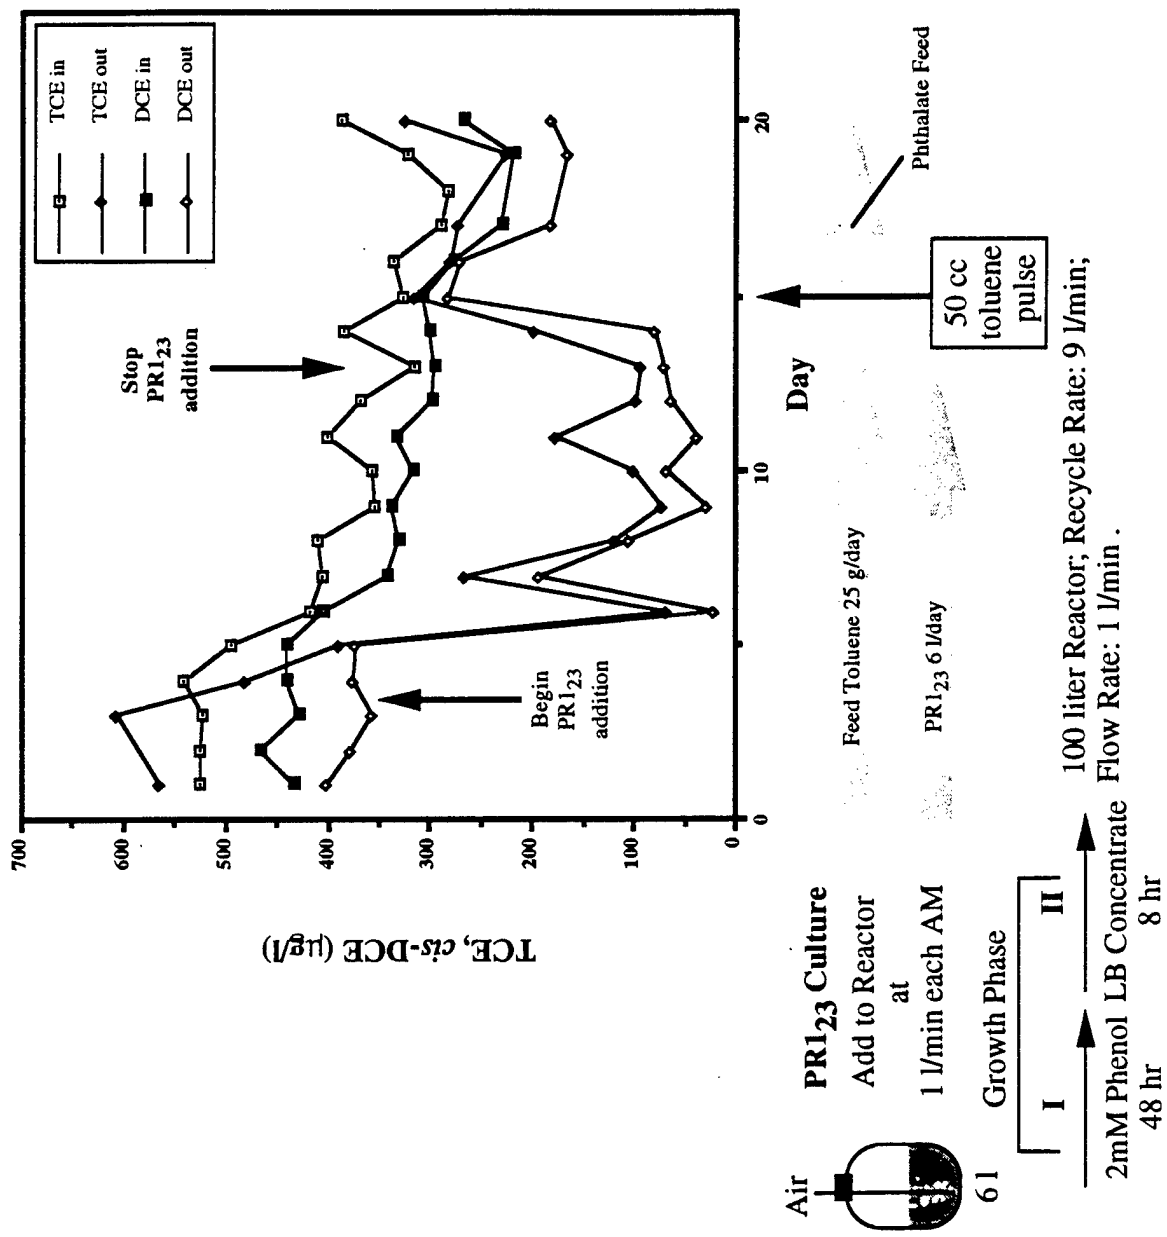 TCE in
TCE out
DCE in
DCE out
700
600
500
400
300
200
100
0
TCE, cis-DCE (µg/l)
0
10
20
Day
Begin
PR123
addition
Stop
PR123
addition
Feed Toluene 25 g/day
PR123 6 l/day
50 cc
toluene
pulse
Phthalate Feed
Air
6 l
PR123 Culture
Add to Reactor
at
1 l/min each AM
Growth Phase
I II
2mM Phenol LB Concentrate
48 hr 8 hr
100 liter Reactor; Recycle Rate: 9 l/min;
Flow Rate: 1 l/min .